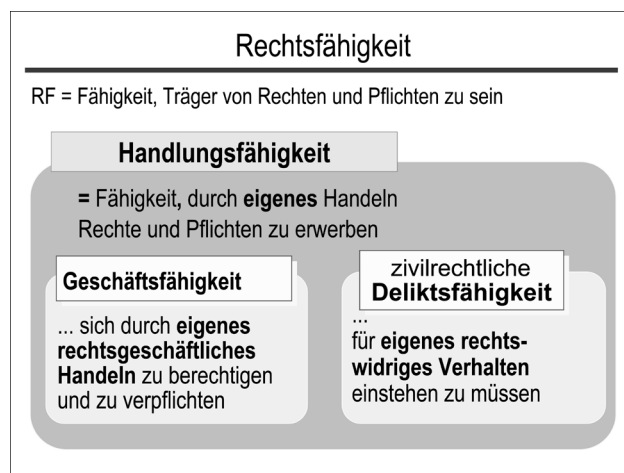 Rechtsfähigkeit
RF = Fähigkeit, Träger von Rechten und Pflichten zu sein
Handlungsfähigkeit
= Fähigkeit, durch eigenes Handeln
Rechte und Pflichten zu erwerben
Geschäftsfähigkeit
... sich durch eigenes
rechtsgeschäftliches
Handeln zu berechtigen
und zu verpflichten
zivilrechtliche
Deliktsfähigkeit
...
für eigenes rechts-
widriges Verhalten
einstehen zu müssen